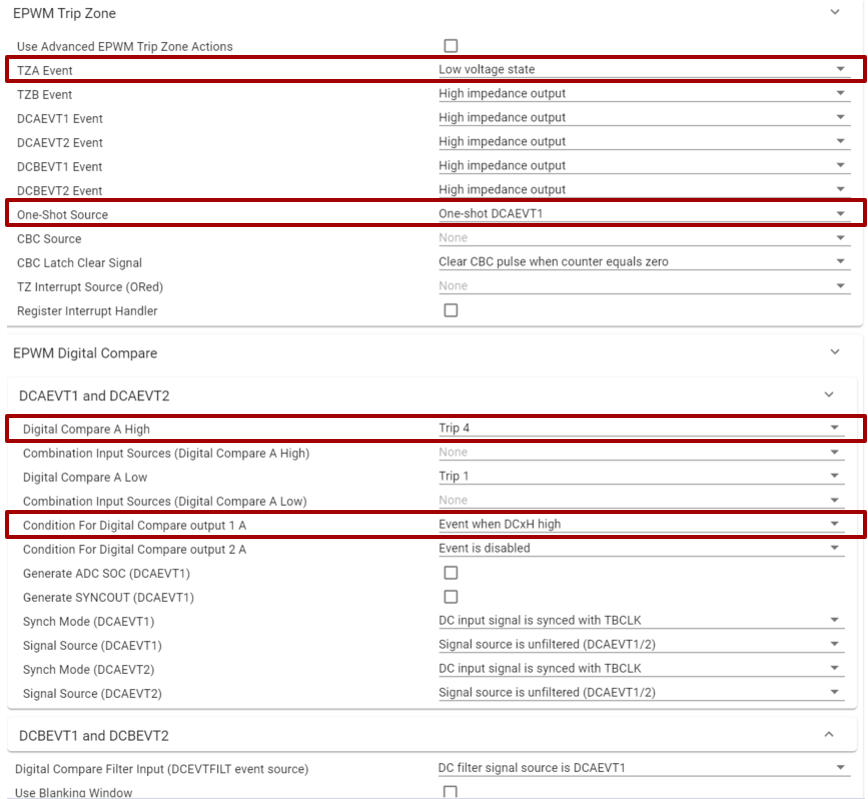 EPWM Trip Zone
Use Advanced EPWM Trip Zone Actions
TZA Event Low voltage state
TZB Event High impedance output
DCAEVT1 Event High impedance output
DCAEVT2 Event High impedance output
DCBEVT1 Event High impedance output
DCBEVT2 Event High impedance output
One-Shot Source One-shot DCAEVT1
CBC Source None
CBC Latch Clear Signal Clear CBC pulse when counter equals zero
TZ Interrupt Source (ORed) None
Register Interrupt Handler
EPWM Digital Compare
DCAEVT1 and DCAEVT2
Digital Compare A High Trip 4
Combination Input Sources (Digital Compare A High) None
Digital Compare A Low Trip 1
Combination Input Sources (Digital Compare A Low) None
Condition For Digital Compare output 1 A Event when DCxH high
Condition For Digital Compare output 2 A Event is disabled
Generate ADC SOC (DCAEVT1)
Generate SYNCOUT (DCAEVT1)
Synch Mode (DCAEVT1) DC input signal is synced with TBCLK
Signal Source (DCAEVT1) Signal source is unfiltered (DCAEVT1/2)
Synch Mode (DCAEVT2) DC input signal is synced with TBCLK
Signal Source (DCAEVT2) Signal source is unfiltered (DCAEVT1/2)
DCBEVT1 and DCBEVT2
Digital Compare Filter Input (DCEVTFILT event source) DC filter signal source is DCAEVT1
Use Blanking Window